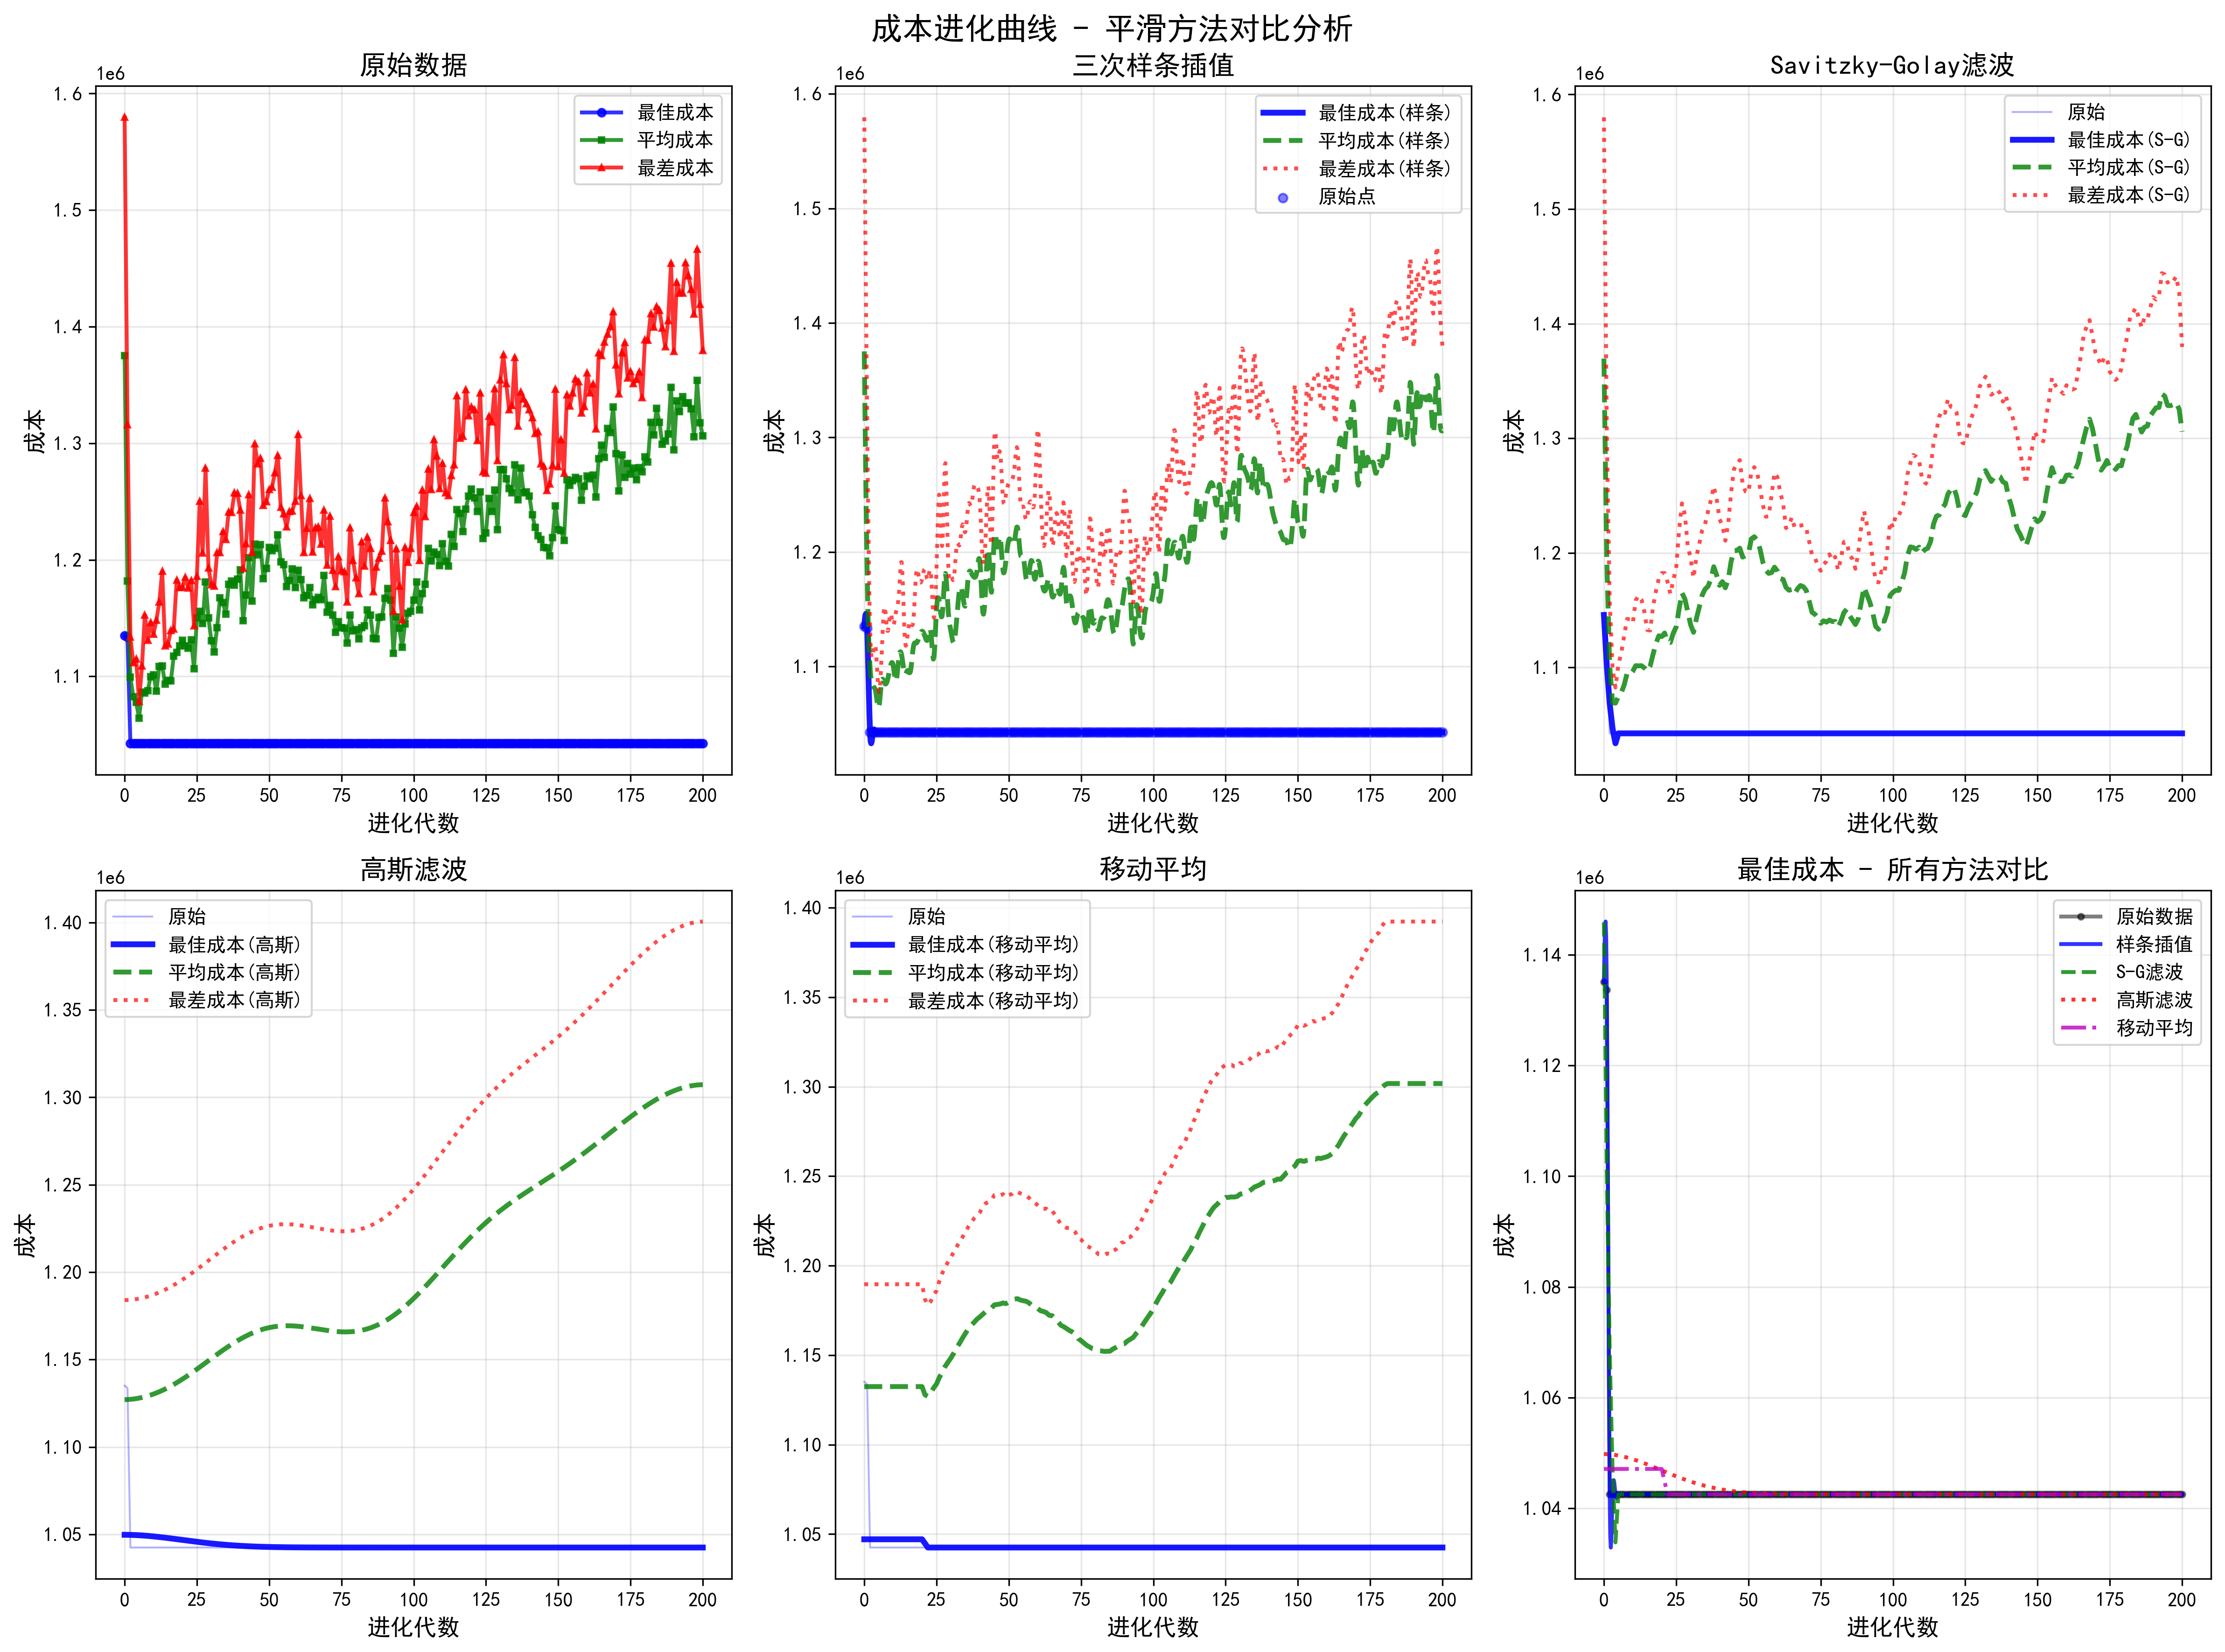 成本进化曲线 - 平滑方法对比分析
原始数据
1e6
1.6
1.5
1.4
1.3
1.2
1.1
成本
0 25 50 75 100 125 150 175 200
进化代数
最佳成本
平均成本
最差成本
三次样条插值
1e6
1.6
1.5
1.4
1.3
1.2
1.1
成本
0 25 50 75 100 125 150 175 200
进化代数
最佳成本(样条)
平均成本(样条)
最差成本(样条)
原始点
Savitzky-Golay滤波
1e6
1.6
1.5
1.4
1.3
1.2
1.1
成本
0 25 50 75 100 125 150 175 200
进化代数
原始
最佳成本(S-G)
平均成本(S-G)
最差成本(S-G)
高斯滤波
1e6
1.40
1.35
1.30
1.25
1.20
1.15
1.10
1.05
成本
0 25 50 75 100 125 150 175 200
进化代数
原始
最佳成本(高斯)
平均成本(高斯)
最差成本(高斯)
移动平均
1e6
1.40
1.35
1.30
1.25
1.20
1.15
1.10
1.05
成本
0 25 50 75 100 125 150 175 200
进化代数
原始
最佳成本(移动平均)
平均成本(移动平均)
最差成本(移动平均)
最佳成本 - 所有方法对比
1e6
1.14
1.12
1.10
1.08
1.06
1.04
成本
0 25 50 75 100 125 150 175 200
进化代数
原始数据
样条插值
S-G滤波
高斯滤波
移动平均